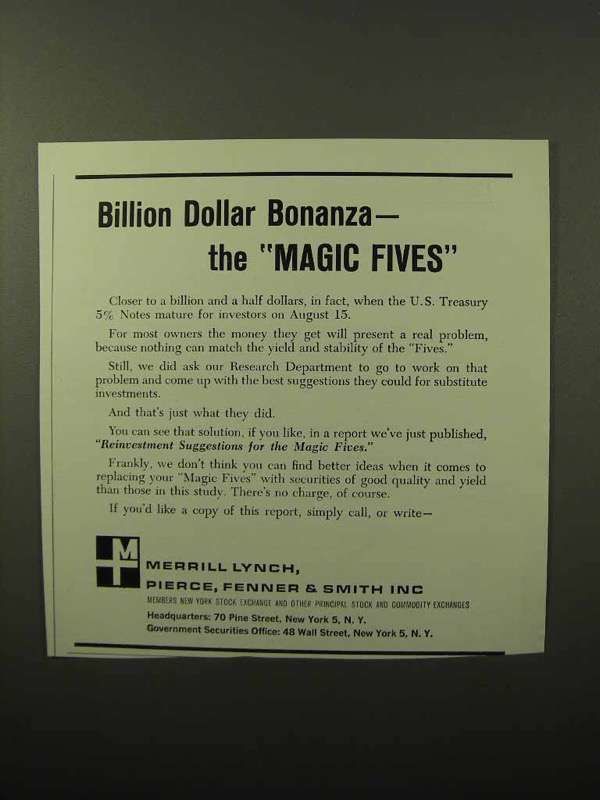 Billion Dollar Bonanza—
the "MAGIC FIVES"
Closer to a billion and a half dollars, in fact, when the U.S. Treasury
5% Notes mature for investors on August 15.
For most owners the money they get will present a real problem,
because nothing can match the yield and stability of the "Fives."
Still, we did ask our Research Department to go to work on that
problem and come up with the best suggestions they could for substitute
investments.
And that's just what they did.
You can see that solution, if you like, in a report we've just published,
"Reinvestment Suggestions for the Magic Fives."
Frankly, we don't think you can find better ideas when it comes to
replacing your "Magic Fives" with securities of good quality and yield
than those in this study. There's no charge, of course.
If you'd like a copy of this report, simply call, or write—
M
MERRILL LYNCH,
PIERCE, FENNER & SMITH INC
MEMBERS NEW YORK STOCK EXCHANGE AND OTHER PRINCIPAL STOCK AND COMMODITY EXCHANGES
Headquarters: 70 Pine Street, New York 5, N. Y.
Government Securities Office: 48 Wall Street, New York 5, N. Y.